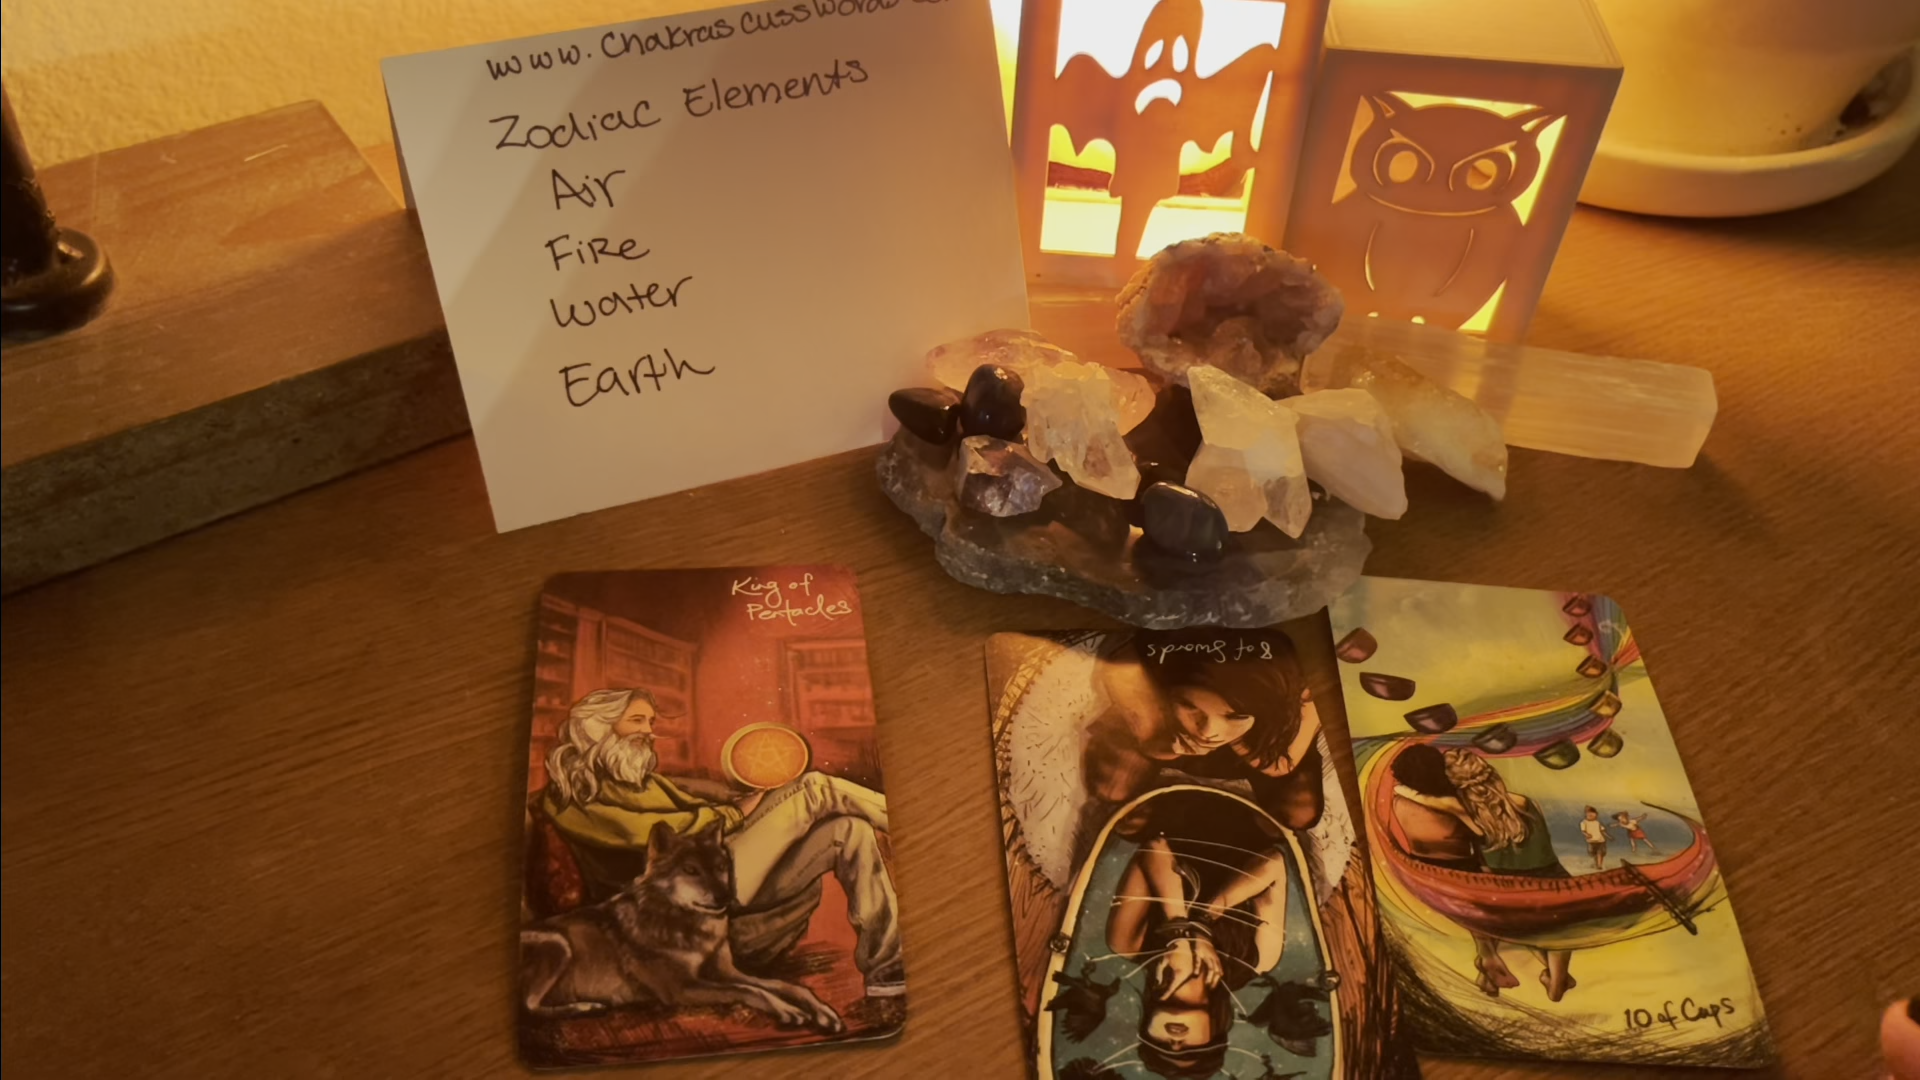 www.Chakrascusswords
Zodiac Elements
Air
Fire
Water
Earth
King of
Pentacles
8 of Swords
10 of Cups